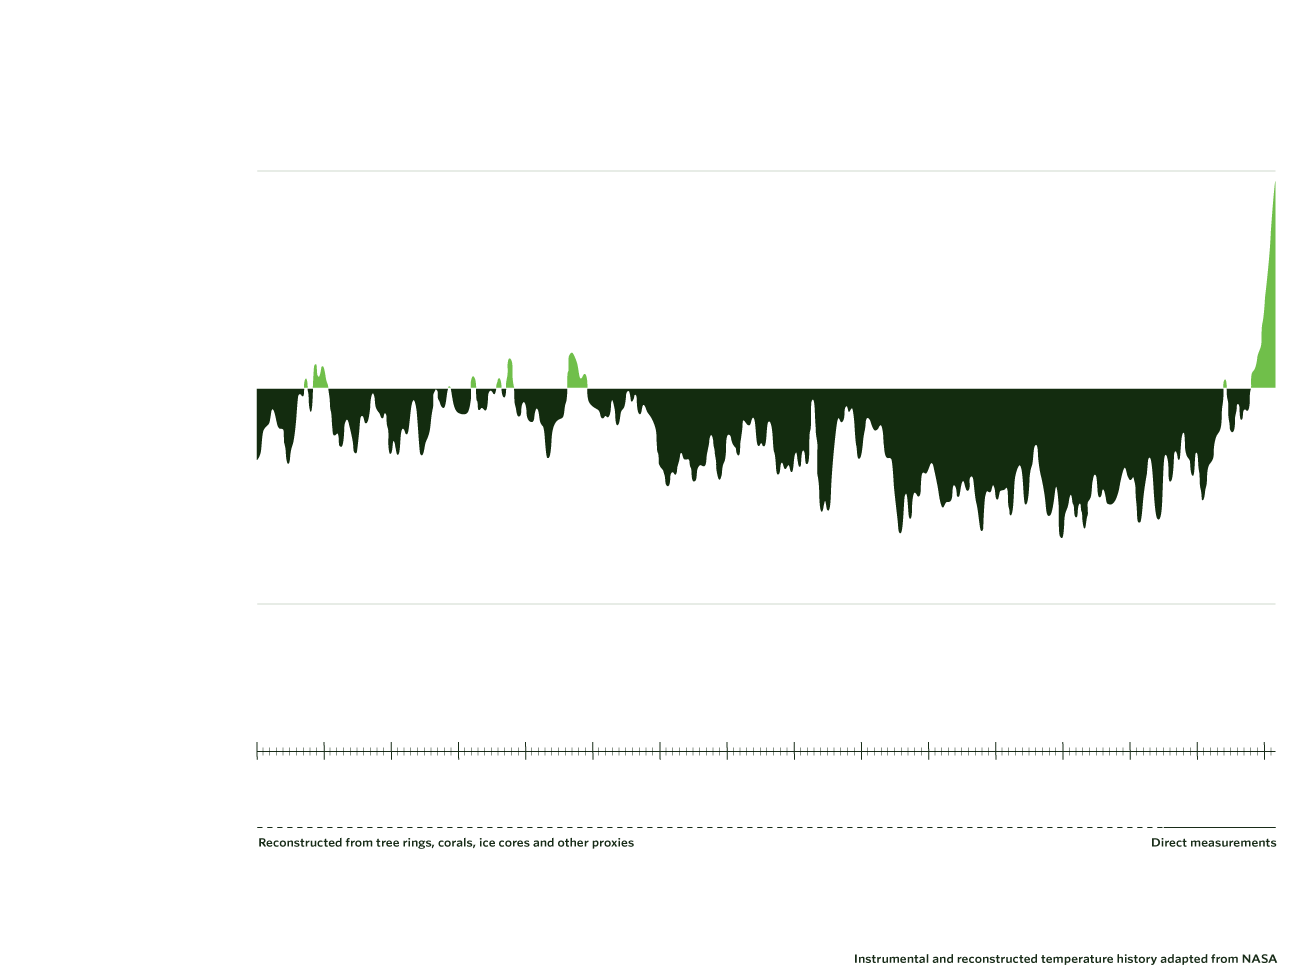 Reconstructed from tree rings, corals, ice cores and other proxies
Direct measurements
Instrumental and reconstructed temperature history adapted from NASA